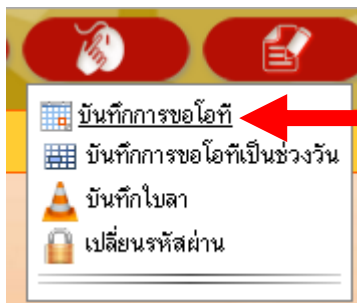 บันทึกการขอโอที
บันทึกการขอโอทีเป็นช่วงวัน
บันทึกใบลา
เปลี่ยนรหัสผ่าน